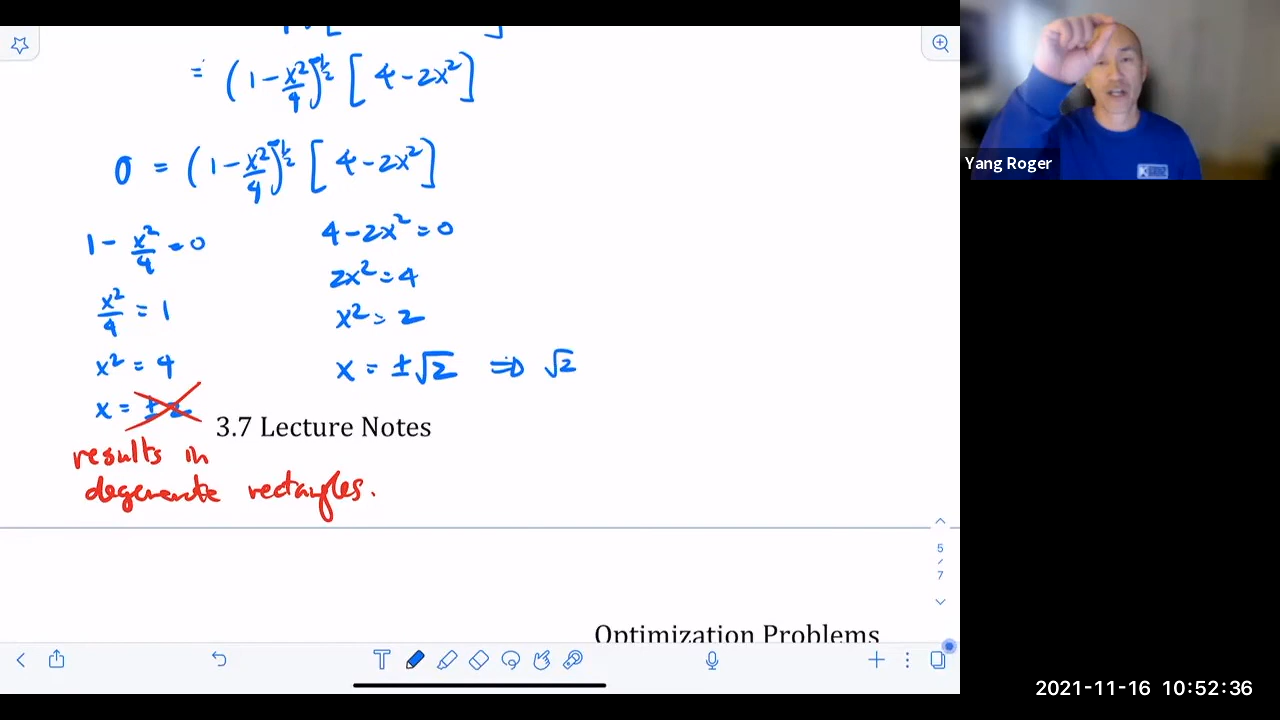 = (1 - x²/4)^(-1/2) [4 - 2x²]
0 = (1 - x²/4)^(-1/2) [4 - 2x²]
1 - x²/4 = 0
x²/4 = 1
x² = 4
x = ±2
4 - 2x² = 0
2x² = 4
x² = 2
x = ±√2 ⇒ √2
3.7 Lecture Notes
results in
degenerate rectangles.
5
/
7
Optimization Problems
T
Yang Roger
2021-11-16 10:52:36